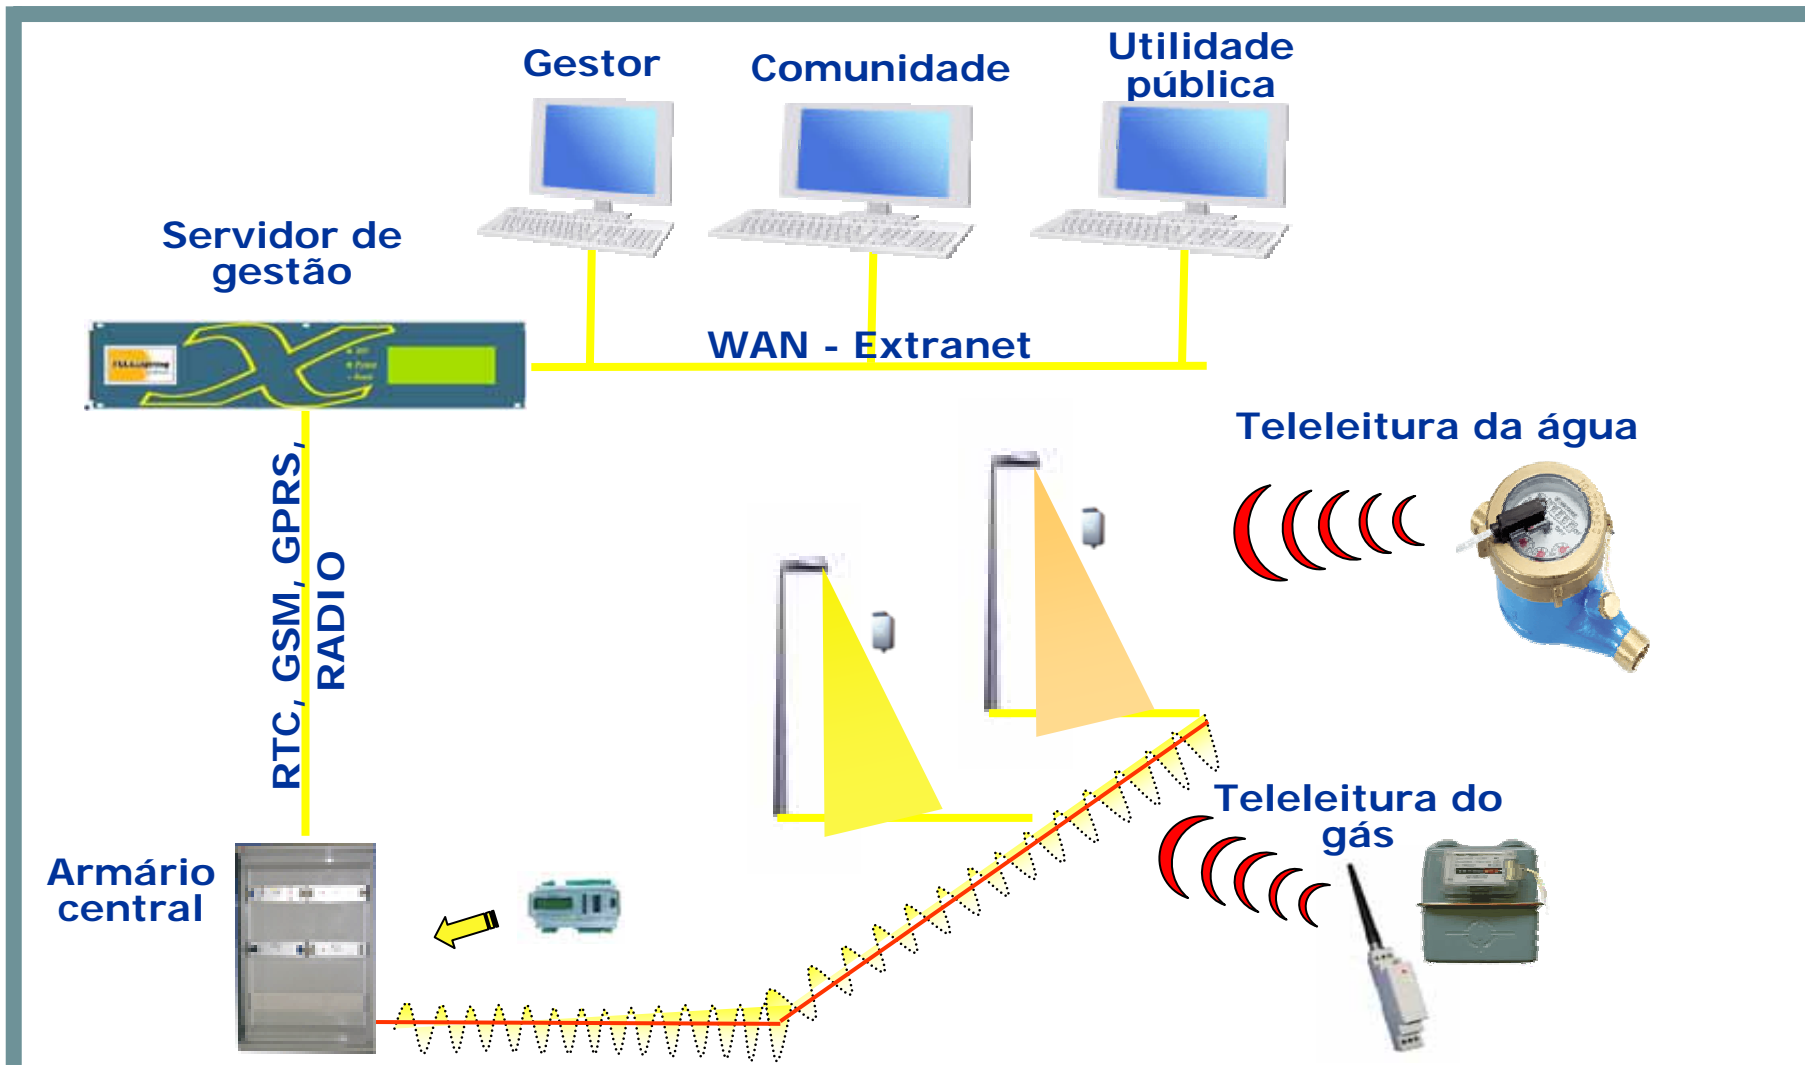 Gestor
Comunidade
Utilidade
pública
Servidor de
gestão
WAN - Extranet
Teleleitura da água
RTC, GSM, GPRS,
RADIO
Teleleitura do
gás
Armário
central